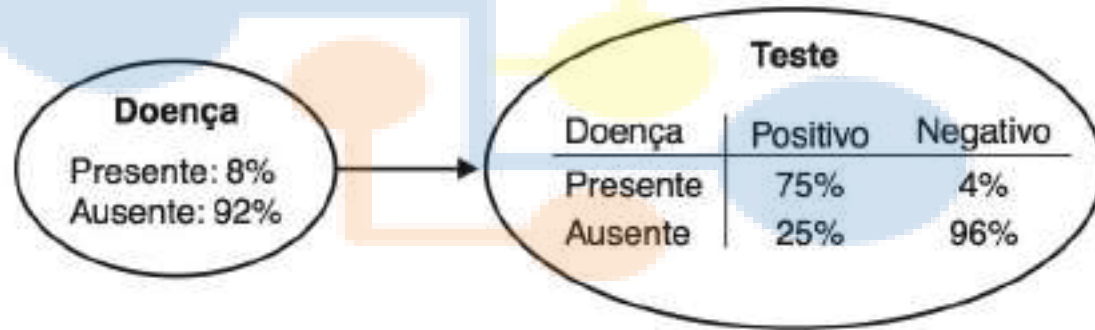 Doença
Presente: 8%
Ausente: 92%
Teste
Doença Positivo Negativo
Presente 75% 4%
Ausente 25% 96%